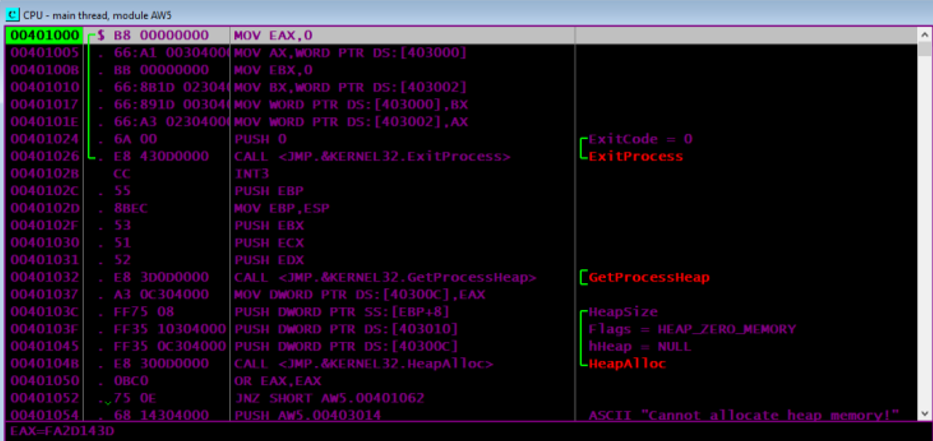 C CPU - main thread, module AW5
00401000 $ B8 00000000 MOV EAX,0
00401005 . 66:A1 00304000 MOV AX,WORD PTR DS:[403000]
0040100B . BB 00000000 MOV EBX,0
00401010 . 66:8B1D 02304 MOV BX,WORD PTR DS:[403002]
00401017 . 66:891D 00304 MOV WORD PTR DS:[403000],BX
0040101E . 66:A3 02304000 MOV WORD PTR DS:[403002],AX
00401024 . 6A 00 PUSH 0 ExitCode = 0
00401026 . E8 430D0000 CALL <JMP.&KERNEL32.ExitProcess> ExitProcess
0040102B CC INT3
0040102C . 55 PUSH EBP
0040102D . 8BEC MOV EBP,ESP
0040102F . 53 PUSH EBX
00401030 . 51 PUSH ECX
00401031 . 52 PUSH EDX
00401032 . E8 3D0D0000 CALL <JMP.&KERNEL32.GetProcessHeap> GetProcessHeap
00401037 . A3 0C304000 MOV DWORD PTR DS:[40300C],EAX
0040103C . FF75 08 PUSH DWORD PTR SS:[EBP+8] HeapSize
0040103F . FF35 10304000 PUSH DWORD PTR DS:[403010] Flags = HEAP_ZERO_MEMORY
00401045 . FF35 0C304000 PUSH DWORD PTR DS:[40300C] hHeap = NULL
0040104B . E8 300D0000 CALL <JMP.&KERNEL32.HeapAlloc> HeapAlloc
00401050 . 0BC0 OR EAX,EAX
00401052 . 75 0E JNZ SHORT AW5.00401062
00401054 . 68 14304000 PUSH AW5.00403014 ASCII "Cannot allocate heap memory!"
EAX=FA2D143D